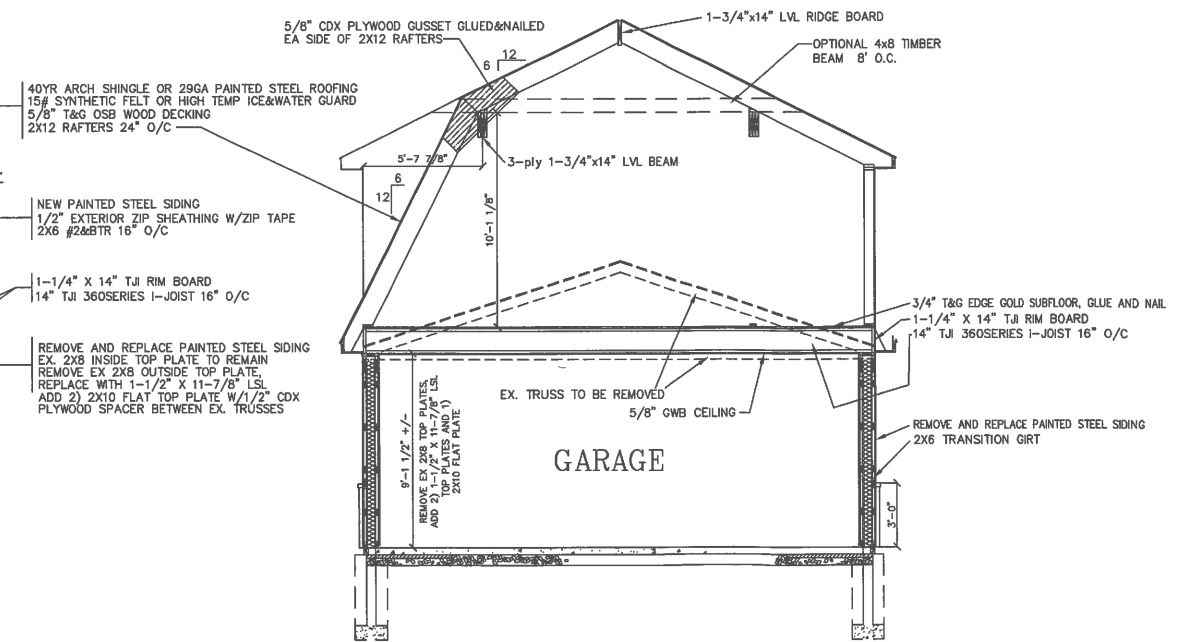 5/8" CDX PLYWOOD GUSSET GLUED&NAILED
EA SIDE OF 2X12 RAFTERS
1-3/4"x14" LVL RIDGE BOARD
OPTIONAL 4x8 TIMBER
BEAM 8' O.C.
12
6
40YR ARCH SHINGLE OR 29GA PAINTED STEEL ROOFING
15# SYNTHETIC FELT OR HIGH TEMP ICE&WATER GUARD
5/8" T&G OSB WOOD DECKING
2X12 RAFTERS 24" O/C
5'-7 7/8"
3-ply 1-3/4"x14" LVL BEAM
6
12
10'-1 1/8"
NEW PAINTED STEEL SIDING
1/2" EXTERIOR ZIP SHEATHING W/ZIP TAPE
2X6 #2&BTR 16" O/C
1-1/4" X 14" TJI RIM BOARD
14" TJI 360SERIES I-JOIST 16" O/C
3/4" T&G EDGE GOLD SUBFLOOR, GLUE AND NAIL
1-1/4" X 14" TJI RIM BOARD
14" TJI 360SERIES I-JOIST 16" O/C
REMOVE AND REPLACE PAINTED STEEL SIDING
EX. 2X8 INSIDE TOP PLATE TO REMAIN
REMOVE EX 2X8 OUTSIDE TOP PLATE,
REPLACE WITH 1-1/2" X 11-7/8" LSL
ADD 2) 2X10 FLAT TOP PLATE W/1/2" CDX
PLYWOOD SPACER BETWEEN EX. TRUSSES
EX. TRUSS TO BE REMOVED
5/8" GWB CEILING
9'-1 1/2" +/-
REMOVE EX 2X8 TOP PLATES,
ADD 2) 1-1/2" X 11-7/8" LSL
TOP PLATES AND 1)
2X10 FLAT PLATE
GARAGE
REMOVE AND REPLACE PAINTED STEEL SIDING
2X6 TRANSITION GIRT
3'-0"